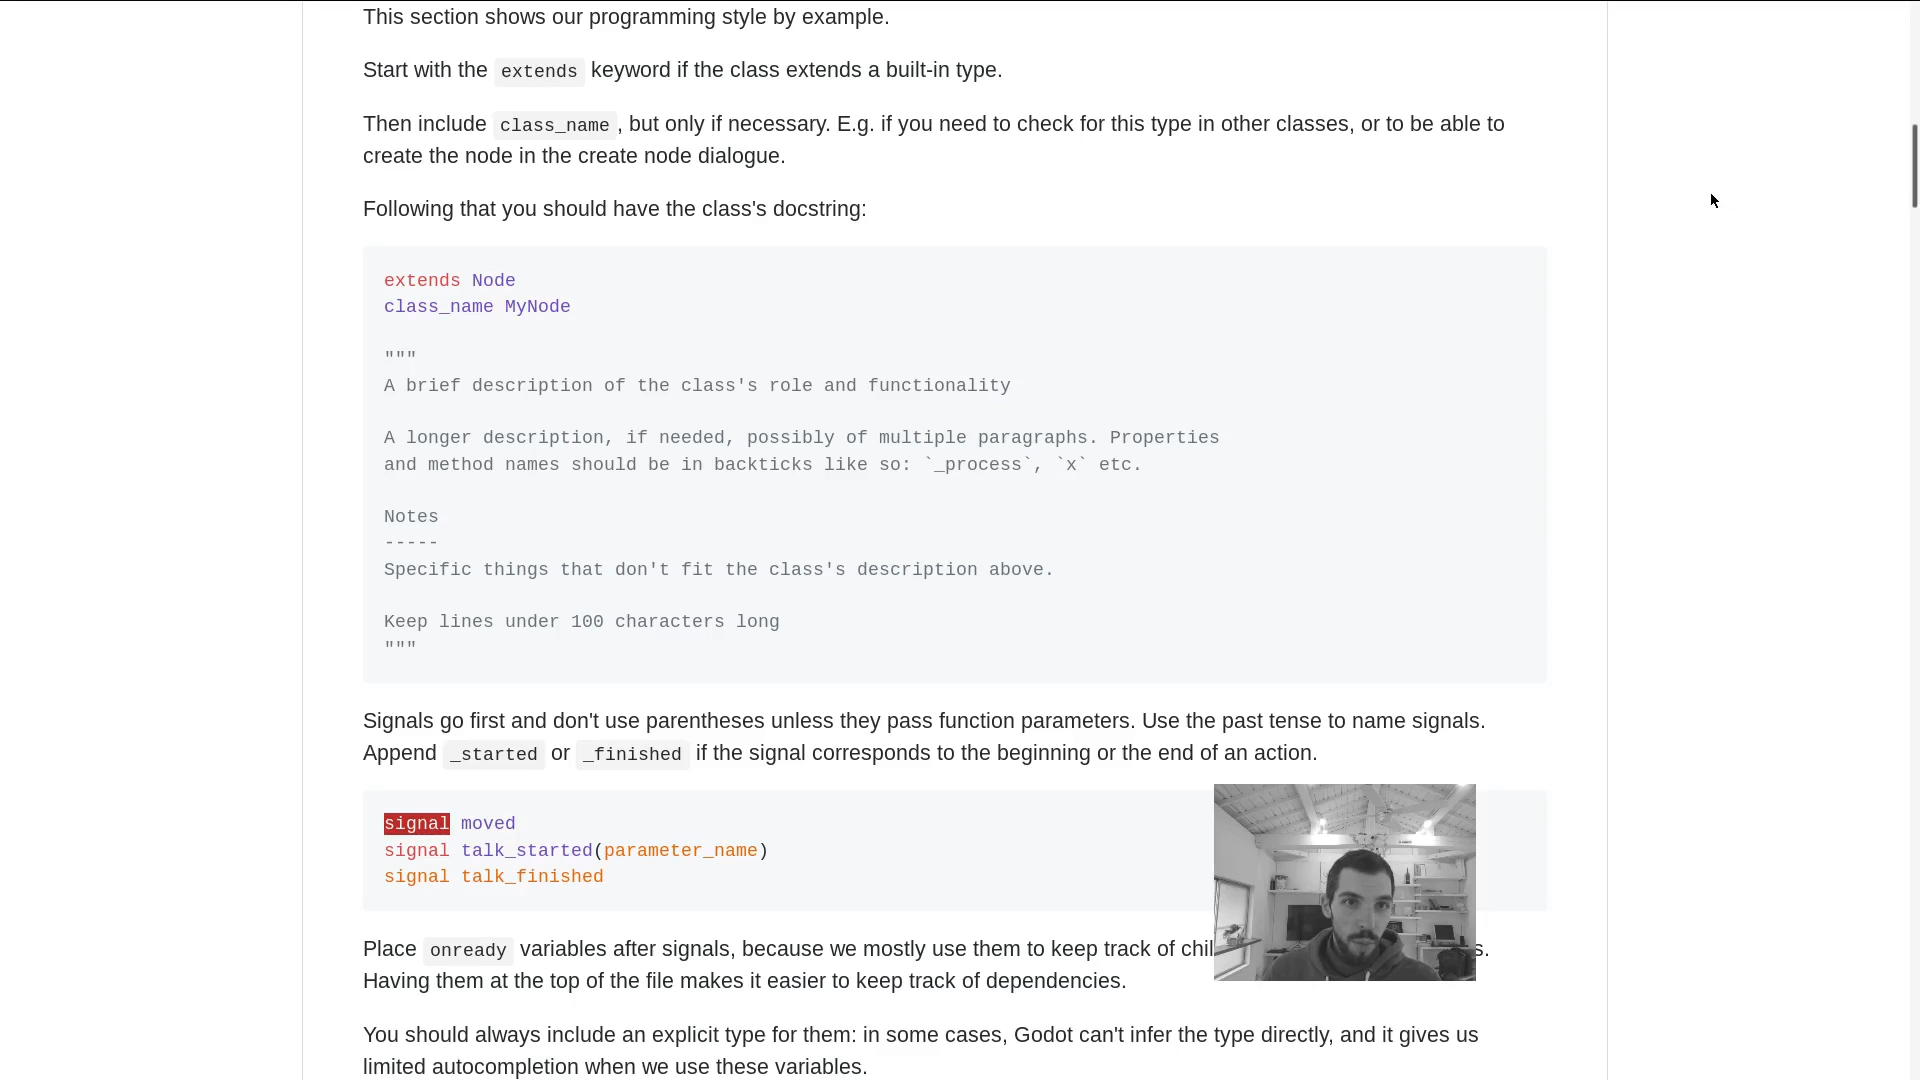 This section shows our programming style by example.
Start with the extends keyword if the class extends a built-in type.
Then include class_name , but only if necessary. E.g. if you need to check for this type in other classes, or to be able to
create the node in the create node dialogue.
Following that you should have the class's docstring:
extends Node
class_name MyNode
"""
A brief description of the class's role and functionality
A longer description, if needed, possibly of multiple paragraphs. Properties
and method names should be in backticks like so: `_process`, `x` etc.
Notes
-----
Specific things that don't fit the class's description above.
Keep lines under 100 characters long
"""
Signals go first and don't use parentheses unless they pass function parameters. Use the past tense to name signals.
Append _started or _finished if the signal corresponds to the beginning or the end of an action.
signal moved
signal talk_started(parameter_name)
signal talk_finished
Place onready variables after signals, because we mostly use them to keep track of
Having them at the top of the file makes it easier to keep track of dependencies.
You should always include an explicit type for them: in some cases, Godot can't infer the type directly, and it gives us
limited autocompletion when we use these variables.